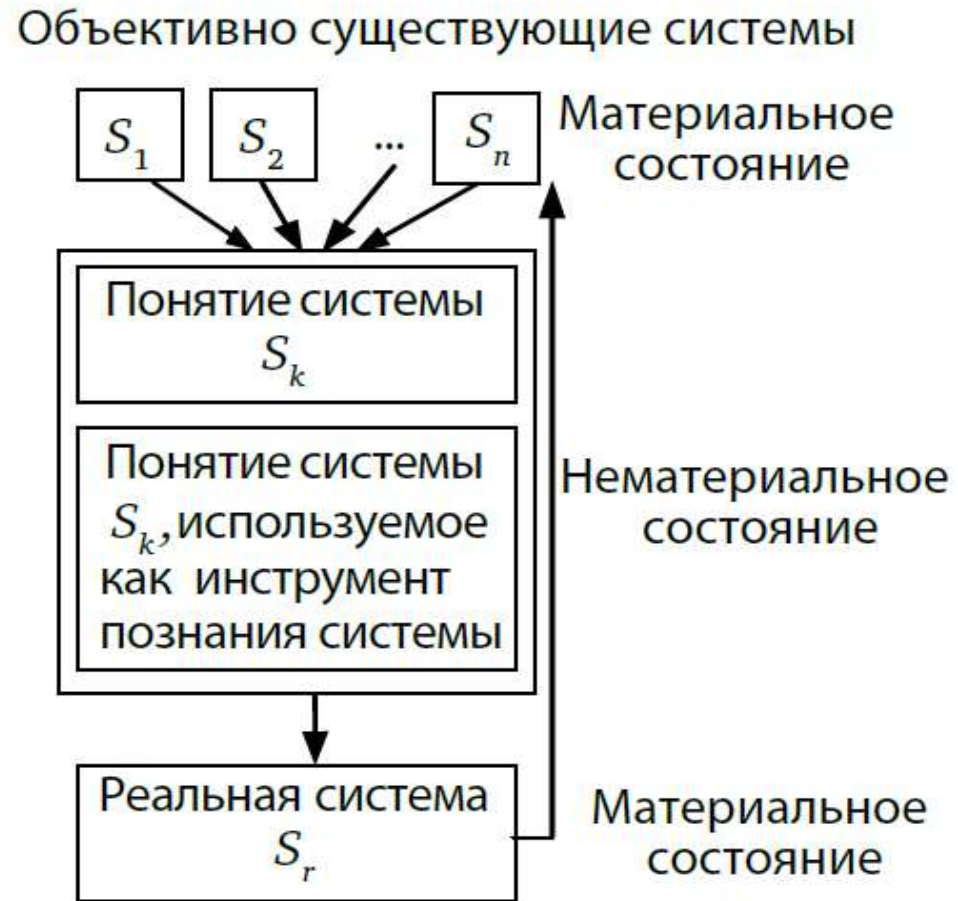 Объективно существующие системы
S₁ S₂ ... Sₙ
Материальное
состояние
Понятие системы
Sₖ
Понятие системы
Sₖ, используемое
как инструмент
познания системы
Нематериальное
состояние
Реальная система
Sᵣ
Материальное
состояние